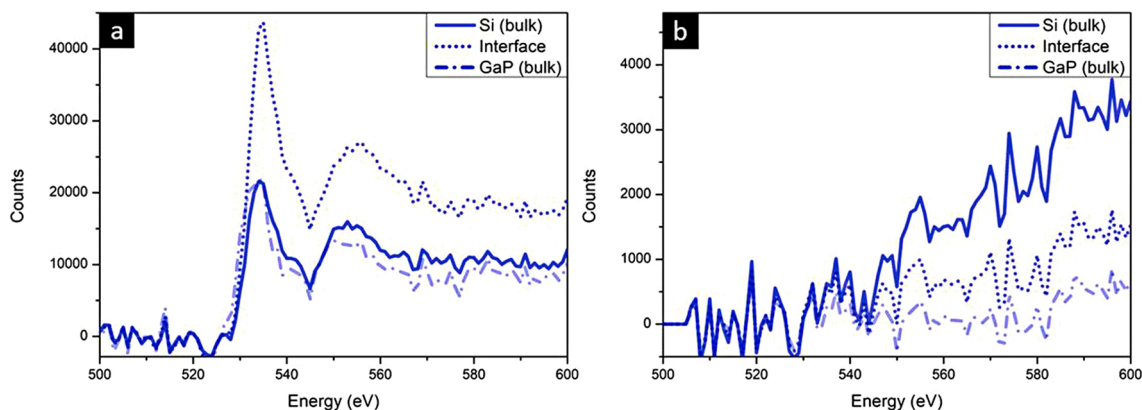 a
Si (bulk)
Interface
GaP (bulk)
40000
30000
20000
10000
0
Counts
500
520
540
560
580
600
Energy (eV)
b
Si (bulk)
Interface
GaP (bulk)
4000
3000
2000
1000
0
Counts
500
520
540
560
580
600
Energy (eV)